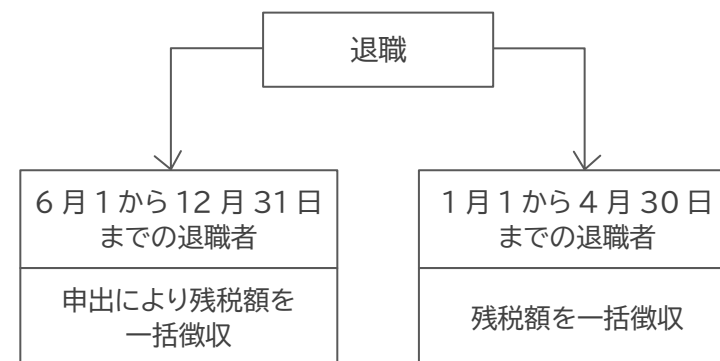 退職
6月1から12月31日
までの退職者
申出により残税額を
一括徴収
1月1から4月30日
までの退職者
残税額を一括徴収